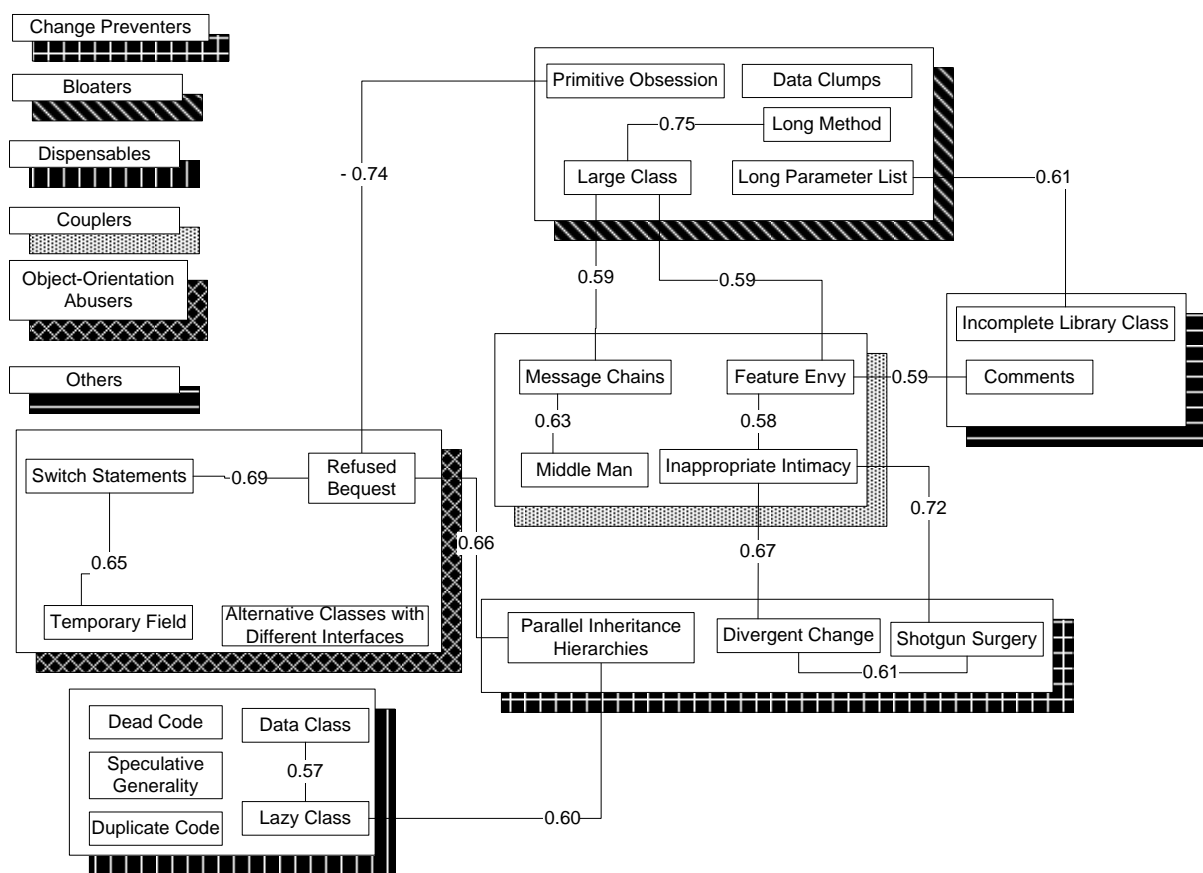 Change Preventers
Bloaters
Dispensables
Couplers
Object-Orientation
Abusers
Others
Primitive Obsession
Data Clumps
0.75
Long Method
Large Class
Long Parameter List
- 0.74
0.61
0.59
0.59
Incomplete Library Class
Comments
Message Chains
Feature Envy
0.59
0.63
0.58
Middle Man
Inappropriate Intimacy
0.72
0.67
Switch Statements
-0.69
Refused
Bequest
0.66
0.65
Temporary Field
Alternative Classes with
Different Interfaces
Parallel Inheritance
Hierarchies
Divergent Change
Shotgun Surgery
0.61
Dead Code
Data Class
Speculative
Generality
0.57
Duplicate Code
Lazy Class
0.60